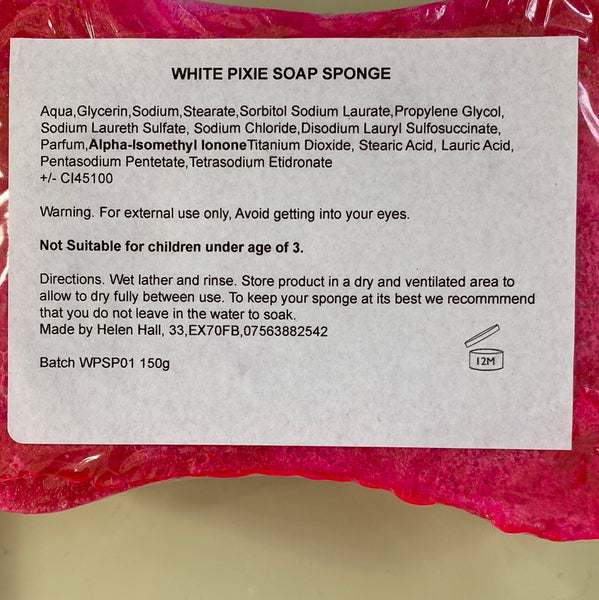 WHITE PIXIE SOAP SPONGE
Aqua,Glycerin,Sodium,Stearate,Sorbitol Sodium Laurate,Propylene Glycol,
Sodium Laureth Sulfate, Sodium Chloride,Disodium Lauryl Sulfosuccinate,
Parfum,Alpha-Isomethyl IononeTitanium Dioxide, Stearic Acid, Lauric Acid,
Pentasodium Pentetate,Tetrasodium Etidronate
+/- CI45100
Warning. For external use only, Avoid getting into your eyes.
Not Suitable for children under age of 3.
Directions. Wet lather and rinse. Store product in a dry and ventilated area to
allow to dry fully between use. To keep your sponge at its best we recommmend
that you do not leave in the water to soak.
Made by Helen Hall, 33,EX70FB,07563882542
12M
Batch WPSP01 150g